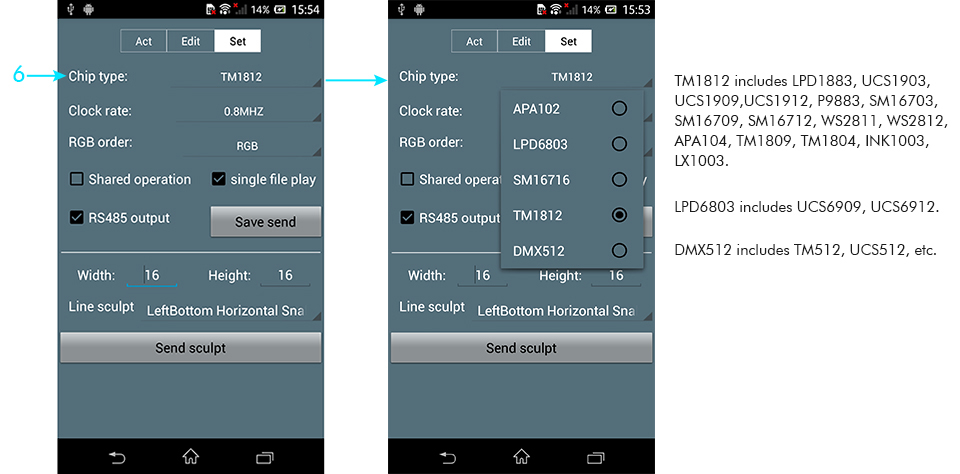 14% 15:54
Act Edit Set
6
Chip type: TM1812
Clock rate: 0.8MHZ
RGB order: RGB
Shared operation single file play
RS485 output Save send
Width: 16 Height: 16
Line sculpt LeftBottom Horizontal Sna
Send sculpt
14% 15:53
Act Edit Set
Chip type: TM1812
Clock rate:
RGB order:
Shared operat y
RS485 output
APA102
LPD6803
SM16716
TM1812
DMX512
Width: 16 Height: 16
Line sculpt LeftBottom Horizontal Sna
Send sculpt
TM1812 includes LPD1883, UCS1903,
UCS1909,UCS1912, P9883, SM16703,
SM16709, SM16712, WS2811, WS2812,
APA104, TM1809, TM1804, INK1003,
LX1003.
LPD6803 includes UCS6909, UCS6912.
DMX512 includes TM512, UCS512, etc.